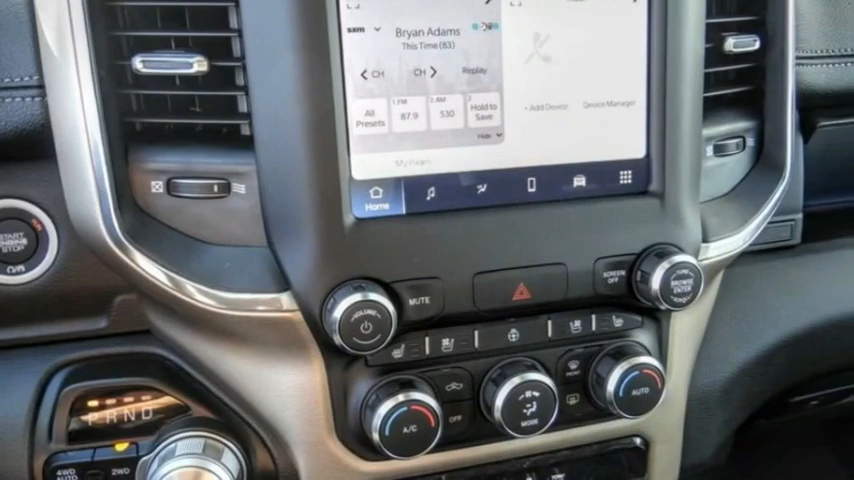 sxm
Bryan Adams
This Time (83)
CH
CH
Replay
All
Presets
1 FM
87.9
2 AM
530
3
Hold to
Save
Hide
+ Add Device
Device Manager
My Pages
Home
START
ENGINE
STOP
MUTE
SCREEN
OFF
VOLUME
BROWSE
ENTER
OFF
A/C
MODE
AUTO
PRND
4WD
AUTO
2WD